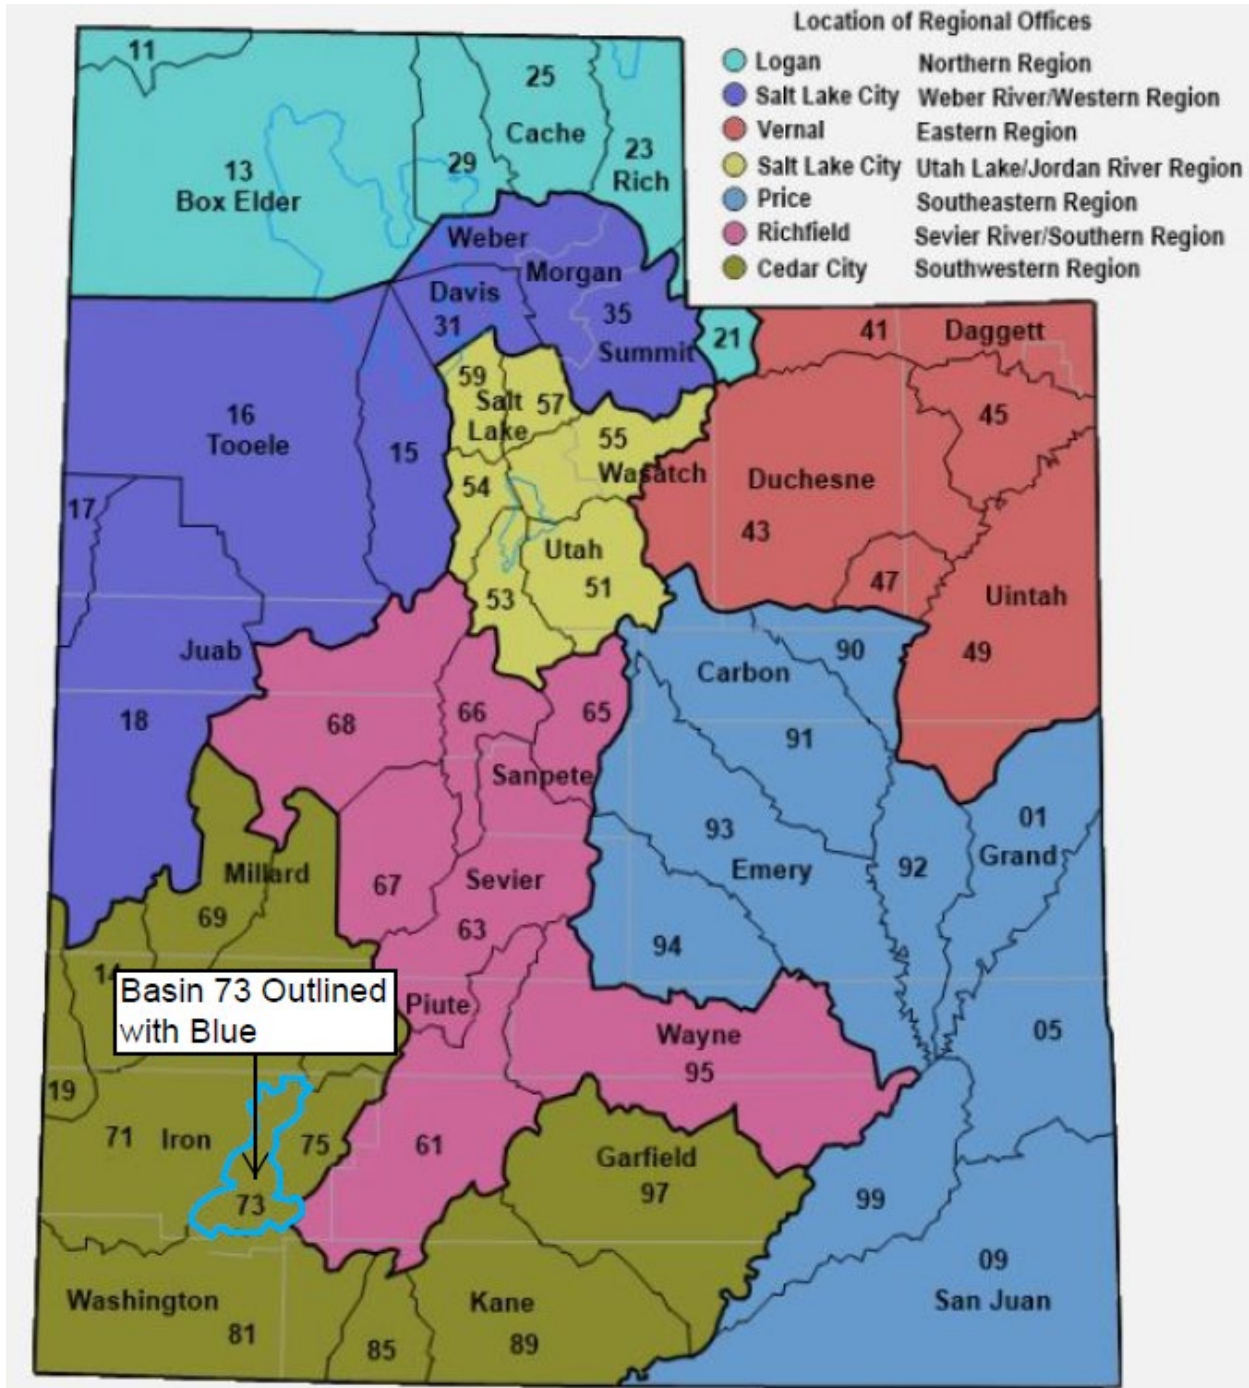 Location of Regional Offices
Logan Northern Region
Salt Lake City Weber River/Western Region
Vernal Eastern Region
Salt Lake City Utah Lake/Jordan River Region
Price Southeastern Region
Richfield Sevier River/Southern Region
Cedar City Southwestern Region
11
25
Cache
13
Box Elder
29
23
Rich
Weber
Morgan
Davis
31
35
Summit
21
41
Daggett
59
Salt
Lake
57
45
16
Tooele
15
55
Wasatch
54
Duchesne
43
17
Utah
51
53
47
Uintah
49
Juab
18
68
66
65
Carbon
90
91
Sanpete
93
Emery
92
01
Grand
Millard
69
67
Sevier
63
94
14
Basin 73 Outlined
with Blue
Piute
Wayne
95
05
19
71
Iron
75
61
73
Garfield
97
99
09
San Juan
Washington
81
85
Kane
89